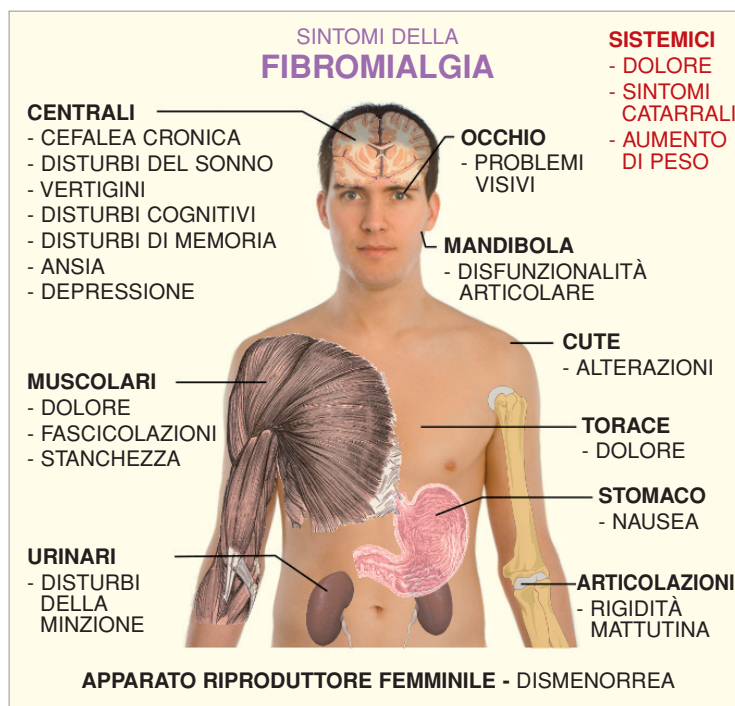 SINTOMI DELLA
FIBROMIALGIA
SISTEMICI
- DOLORE
- SINTOMI
CATARRALI
- AUMENTO
DI PESO
CENTRALI
- CEFALEA CRONICA
- DISTURBI DEL SONNO
- VERTIGINI
- DISTURBI COGNITIVI
- DISTURBI DI MEMORIA
- ANSIA
- DEPRESSIONE
OCCHIO
- PROBLEMI
VISIVI
MANDIBOLA
- DISFUNZIONALITÀ
ARTICOLARE
CUTE
- ALTERAZIONI
MUSCOLARI
- DOLORE
- FASCICOLAZIONI
- STANCHEZZA
TORACE
- DOLORE
STOMACO
- NAUSEA
URINARI
- DISTURBI
DELLA
MINZIONE
ARTICOLAZIONI
- RIGIDITÀ
MATTUTINA
APPARATO RIPRODUTTORE FEMMINILE - DISMENORREA